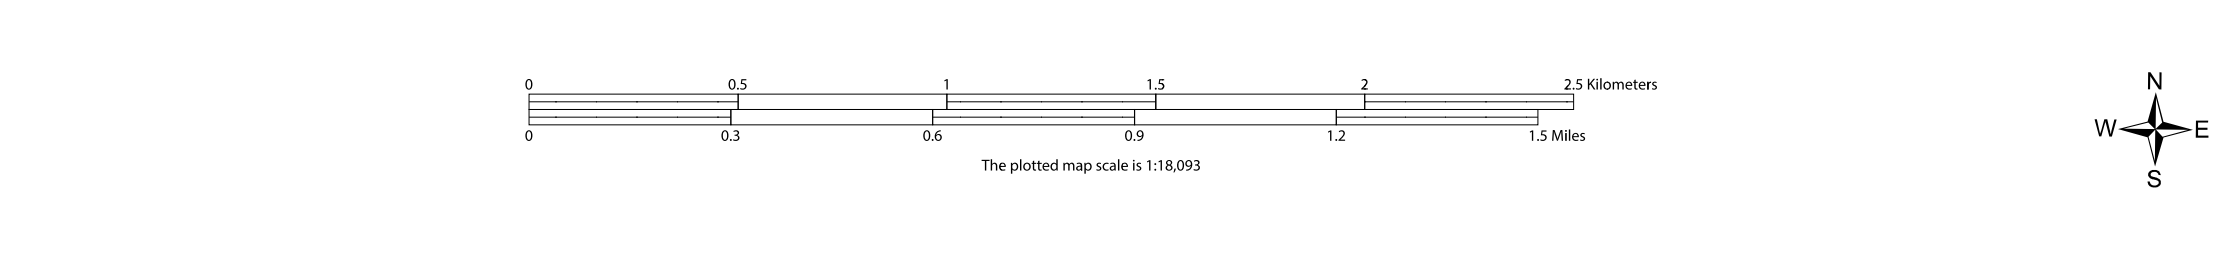 0 0.5 1 1.5 2 2.5 Kilometers
0 0.3 0.6 0.9 1.2 1.5 Miles
The plotted map scale is 1:18,093
N
W E
S